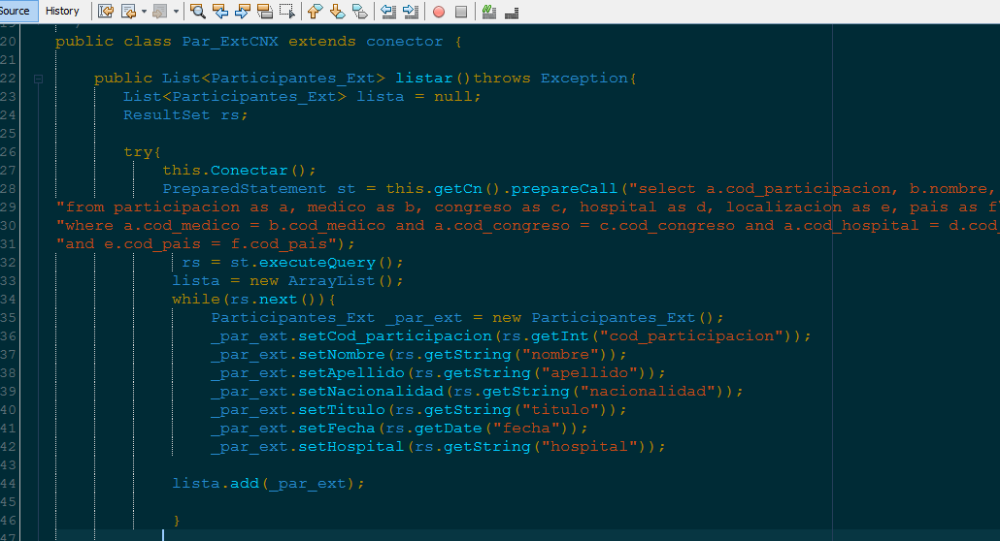 Source History
20 public class Par_ExtCNX extends conector {
21
22 public List<Participantes_Ext> listar()throws Exception{
23 List<Participantes_Ext> lista = null;
24 ResultSet rs;
25
26 try{
27 this.Conectar();
28 PreparedStatement st = this.getCn().prepareCall("select a.cod_participacion, b.nombre,
29 "from participacion as a, medico as b, congreso as c, hospital as d, localizacion as e, pais as f
30 "where a.cod_medico = b.cod_medico and a.cod_congreso = c.cod_congreso and a.cod_hospital = d.cod_
31 "and e.cod_pais = f.cod_pais");
32 rs = st.executeQuery();
33 lista = new ArrayList();
34 while(rs.next()){
35 Participantes_Ext _par_ext = new Participantes_Ext();
36 _par_ext.setCod_participacion(rs.getInt("cod_participacion"));
37 _par_ext.setNombre(rs.getString("nombre"));
38 _par_ext.setApellido(rs.getString("apellido"));
39 _par_ext.setNacionalidad(rs.getString("nacionalidad"));
40 _par_ext.setTitulo(rs.getString("titulo"));
41 _par_ext.setFecha(rs.getDate("fecha"));
42 _par_ext.setHospital(rs.getString("hospital"));
43
44 lista.add(_par_ext);
45
46 }
47